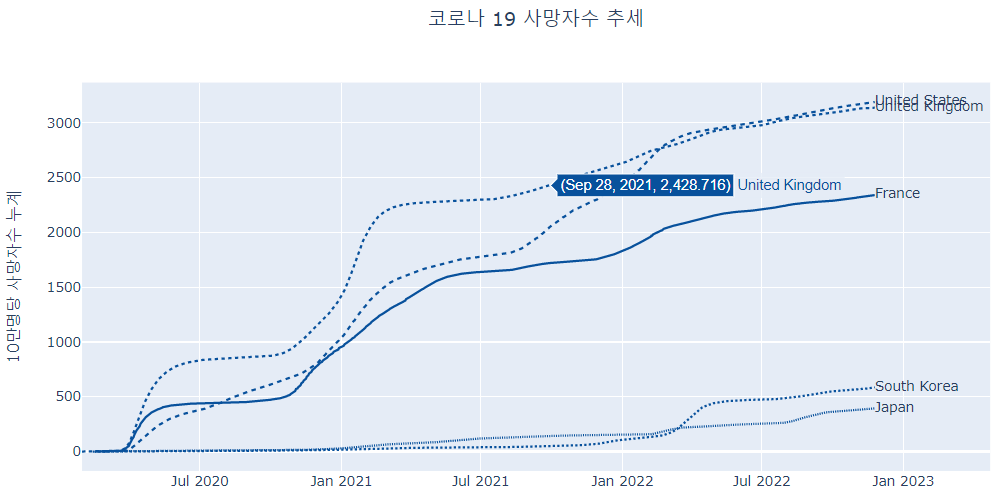 코로나 19 사망자수 추세
10만명당 사망자수 누계
3000
2500
2000
1500
1000
500
0
United States
United Kingdom
(Sep 28, 2021, 2,428.716) United Kingdom
France
South Korea
Japan
Jul 2020
Jan 2021
Jul 2021
Jan 2022
Jul 2022
Jan 2023